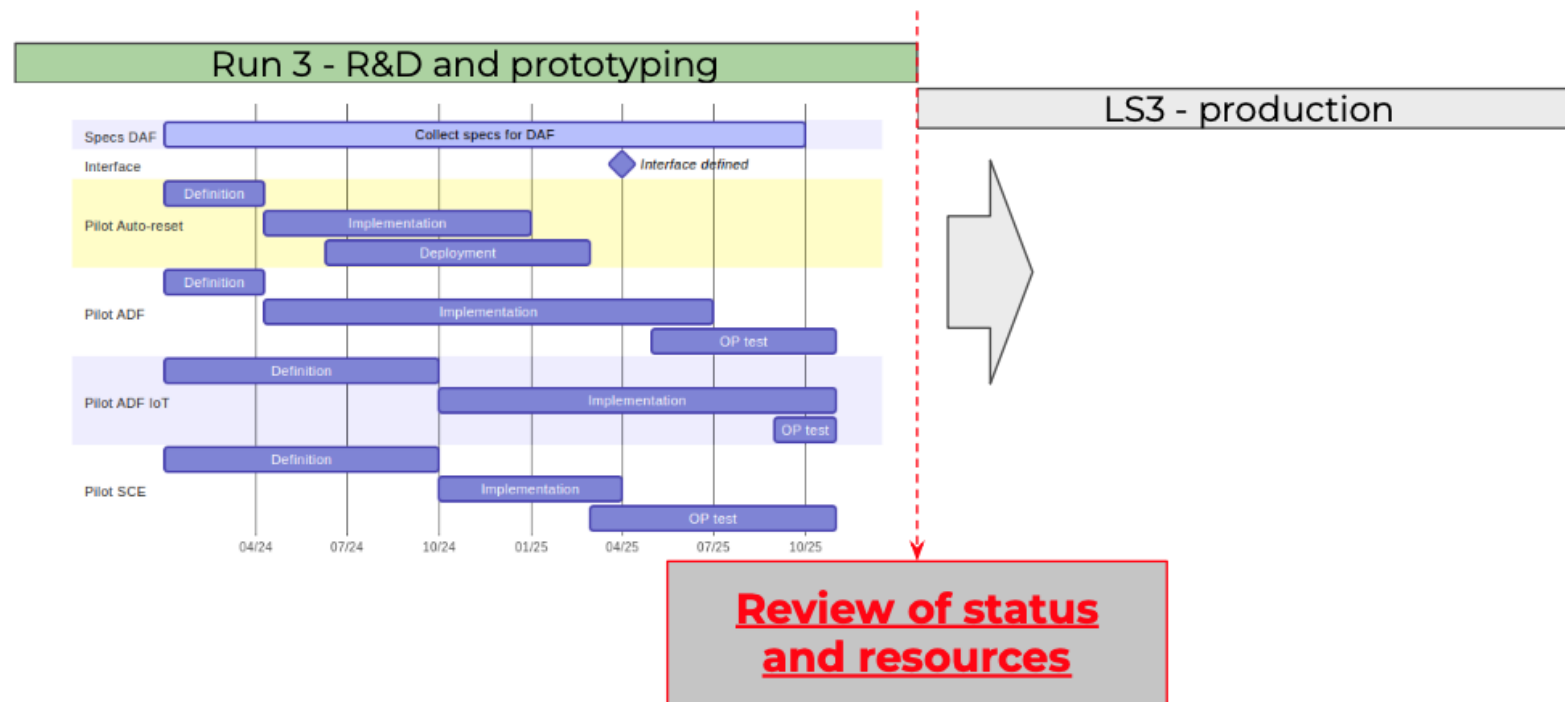 Run 3 - R&D and prototyping
LS3 - production
Specs DAF
Collect specs for DAF
Interface
Interface defined
Definition
Pilot Auto-reset
Implementation
Deployment
Definition
Pilot ADF
Implementation
OP test
Definition
Pilot ADF IoT
Implementation
OP test
Definition
Pilot SCE
Implementation
OP test
04/24 07/24 10/24 01/25 04/25 07/25 10/25
Review of status
and resources